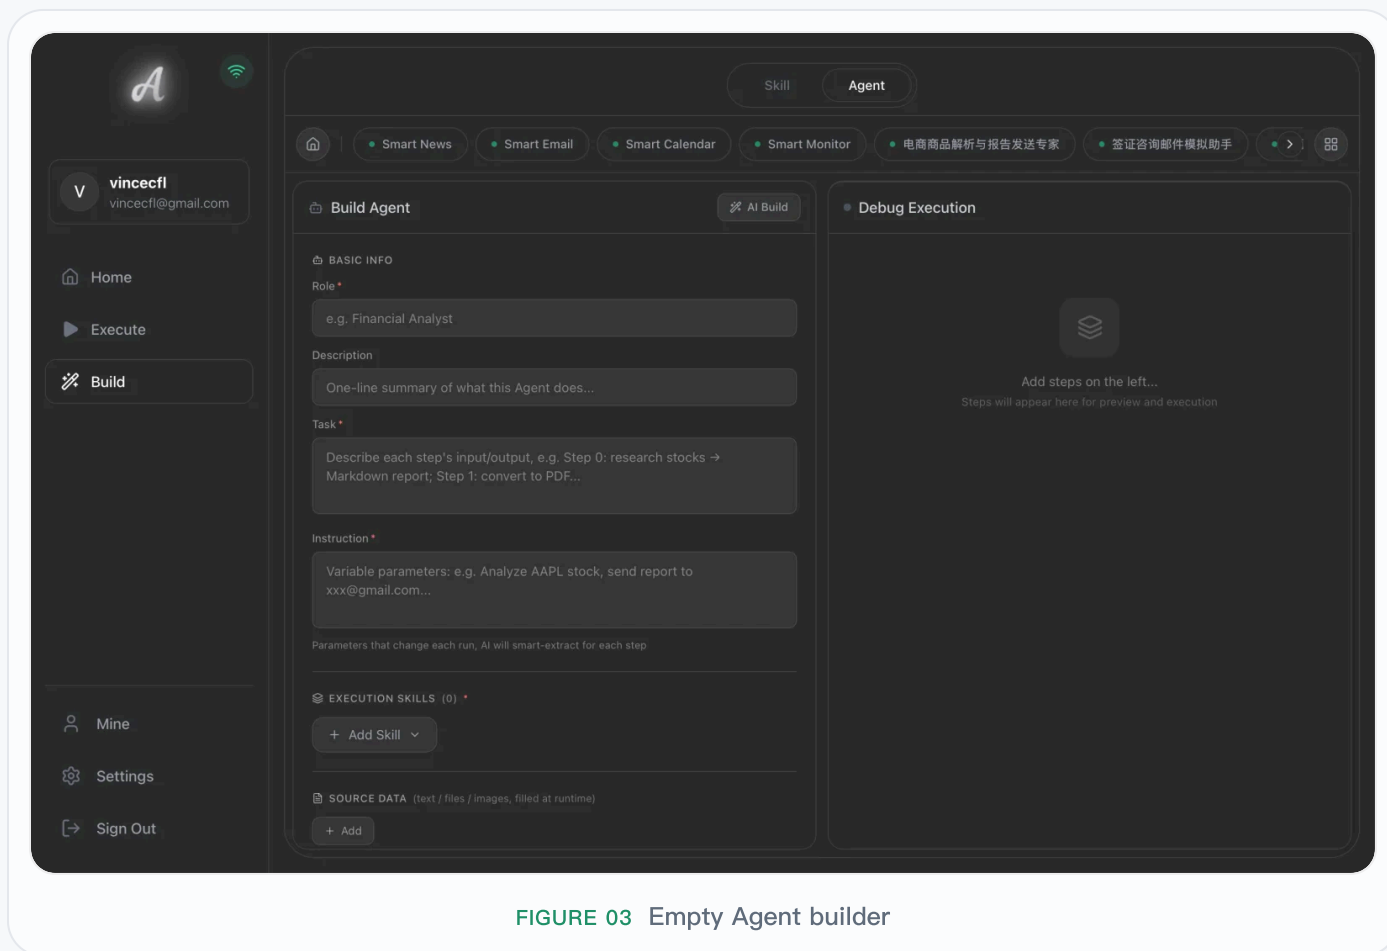 A
V
vincecfl
vincecfl@gmail.com
Home
Execute
Build
Mine
Settings
Sign Out
Skill
Agent
Smart News
Smart Email
Smart Calendar
Smart Monitor
电商商品解析与报告发送专家
签证咨询邮件模拟助手
Build Agent
AI Build
BASIC INFO
Role*
e.g. Financial Analyst
Description
One-line summary of what this Agent does...
Task*
Describe each step's input/output, e.g. Step 0: research stocks →
Markdown report; Step 1: convert to PDF...
Instruction*
Variable parameters: e.g. Analyze AAPL stock, send report to
xxx@gmail.com...
Parameters that change each run, AI will smart-extract for each step
EXECUTION SKILLS (0) *
+ Add Skill
SOURCE DATA (text / files / images, filled at runtime)
+ Add
Debug Execution
Add steps on the left...
Steps will appear here for preview and execution
FIGURE 03 Empty Agent builder